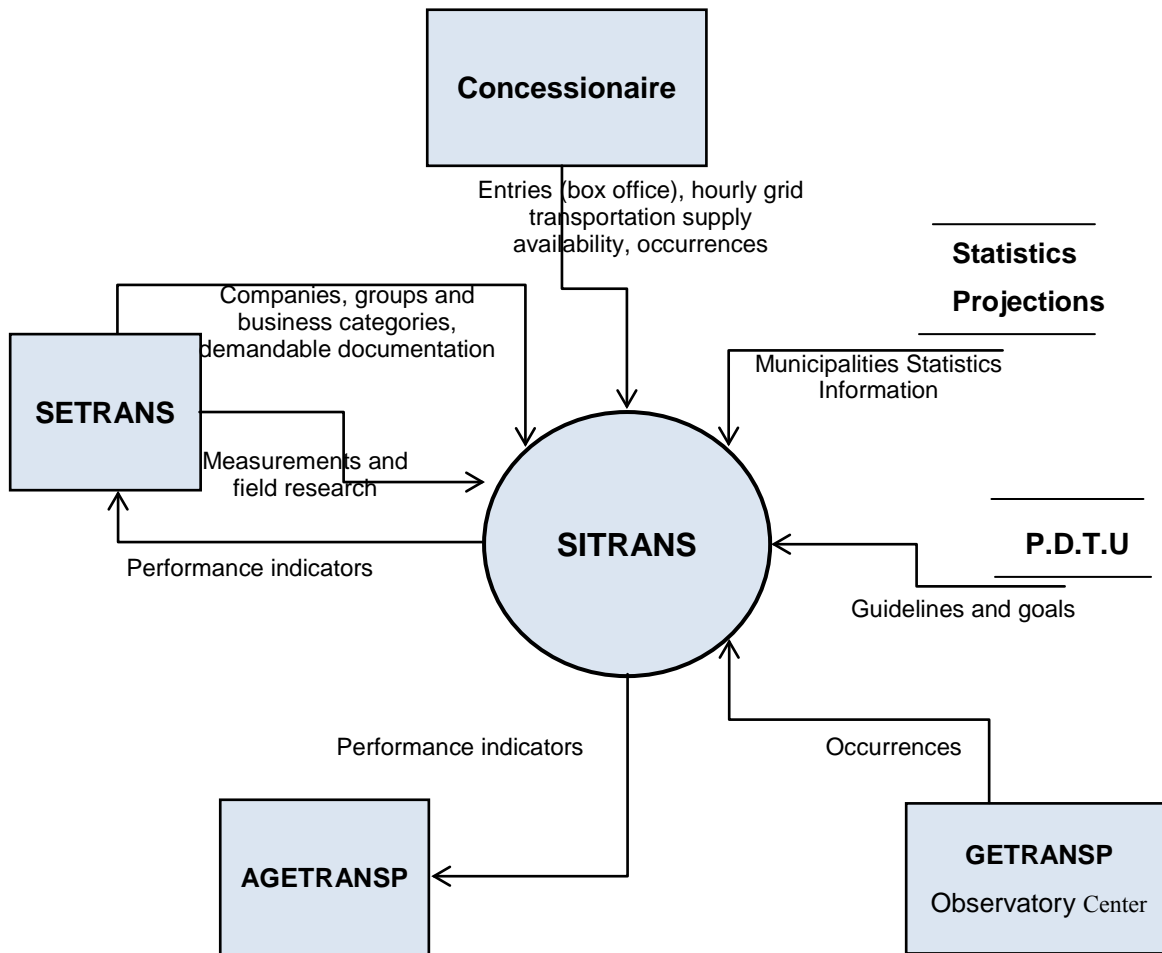 Concessionaire
Entries (box office), hourly grid
transportation supply
availability, occurrences
Statistics
Projections
Companies, groups and
business categories,
demandable documentation
Municipalities Statistics
Information
SETRANS
Measurements and
field research
SITRANS
P.D.T.U
Performance indicators
Guidelines and goals
Performance indicators
Occurrences
AGETRANSP
GETRANSP
Observatory Center